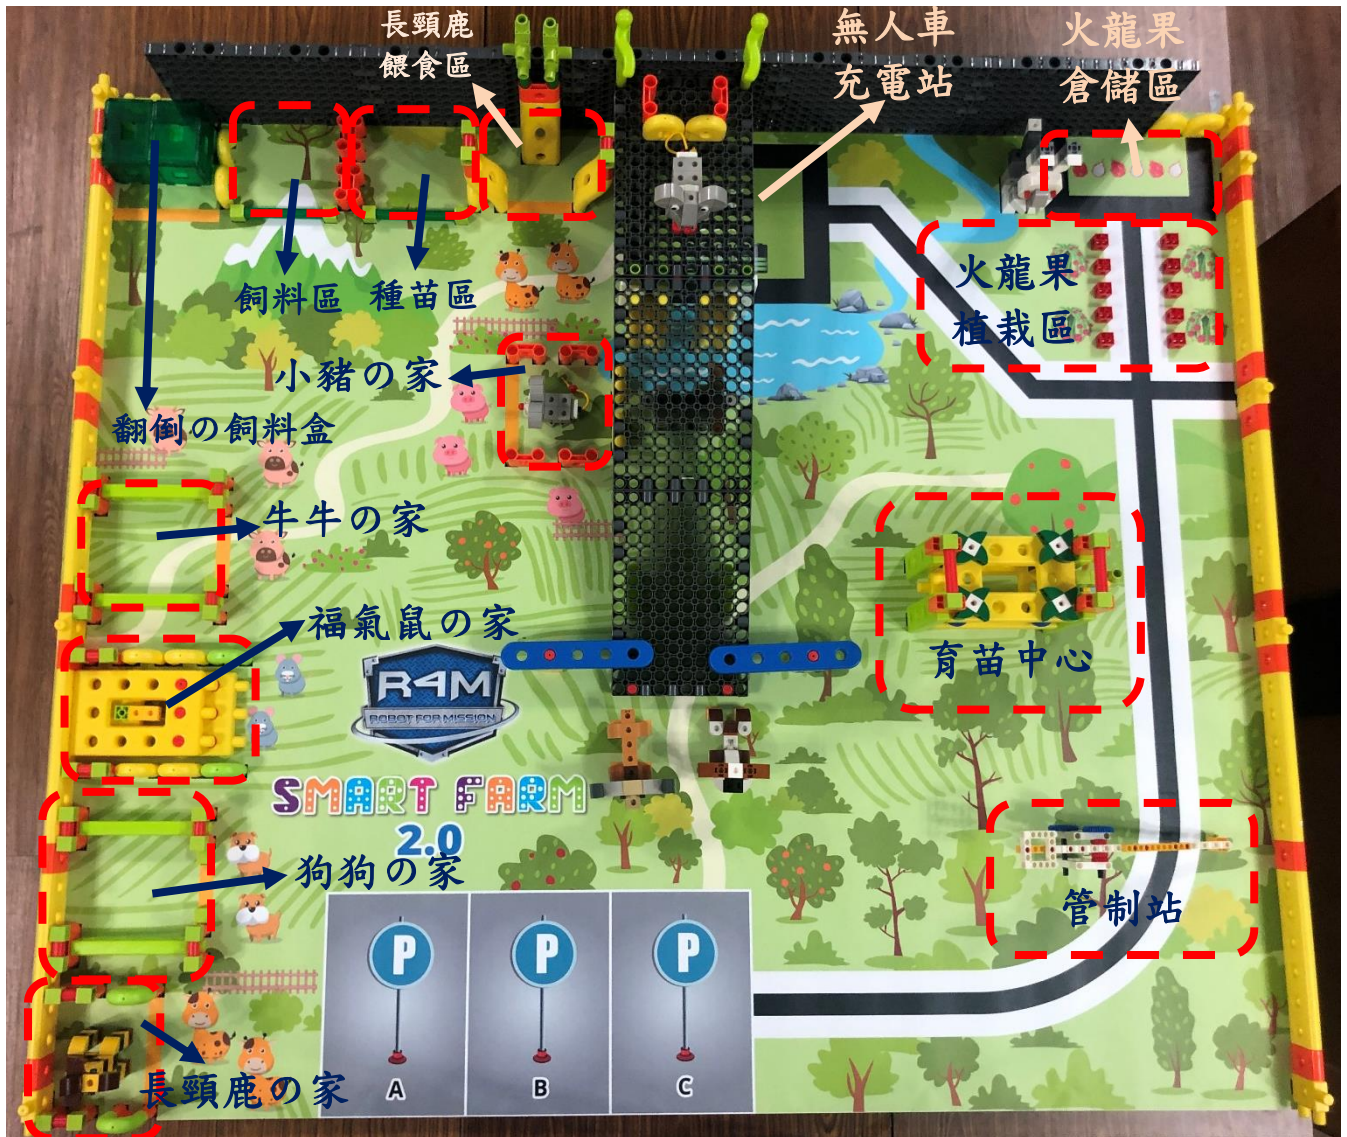 長頸鹿
餵食區
無人車
充電站
火龍果
倉儲區
飼料區
種苗區
火龍果
植栽區
小豬の家
翻倒の飼料盒
牛牛の家
福氣鼠の家
育苗中心
R4M
ROBOT FOR MISSION
SMART FARM
2.0
狗狗の家
管制站
P
P
P
A
B
C
長頸鹿の家